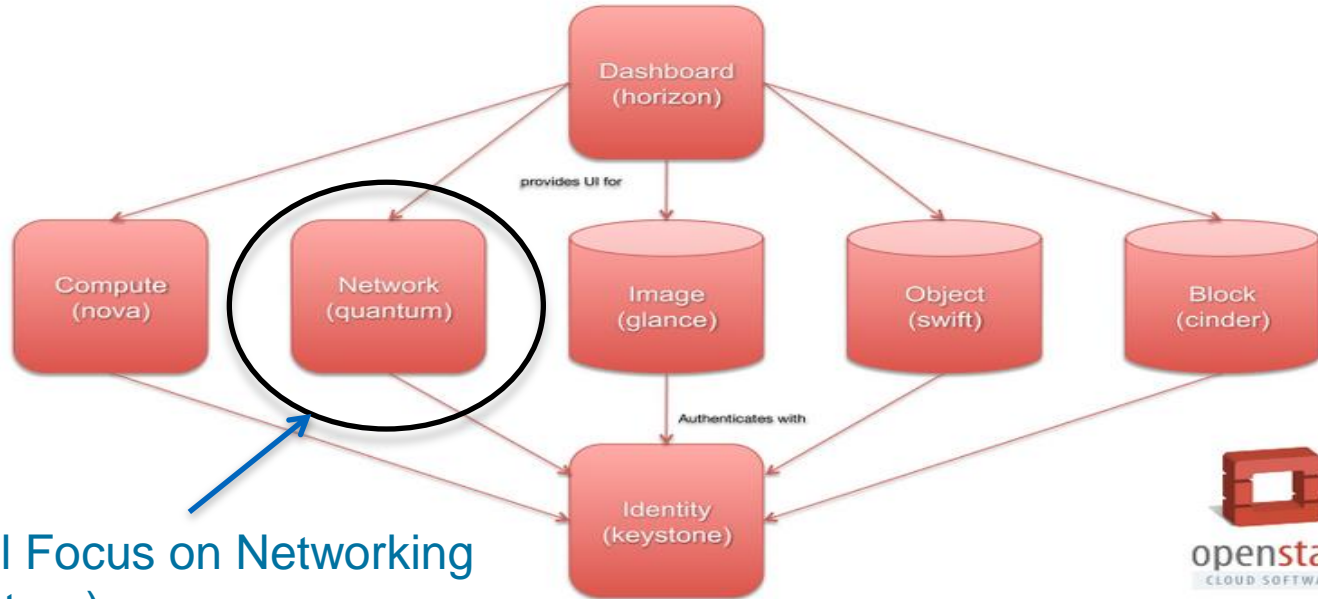 Dashboard
(horizon)
provides UI for
Compute
(nova)
Network
(quantum)
Image
(glance)
Object
(swift)
Block
(cinder)
Authenticates with
Identity
(keystone)
Focus on Networking
opensta
CLOUD SOFTW